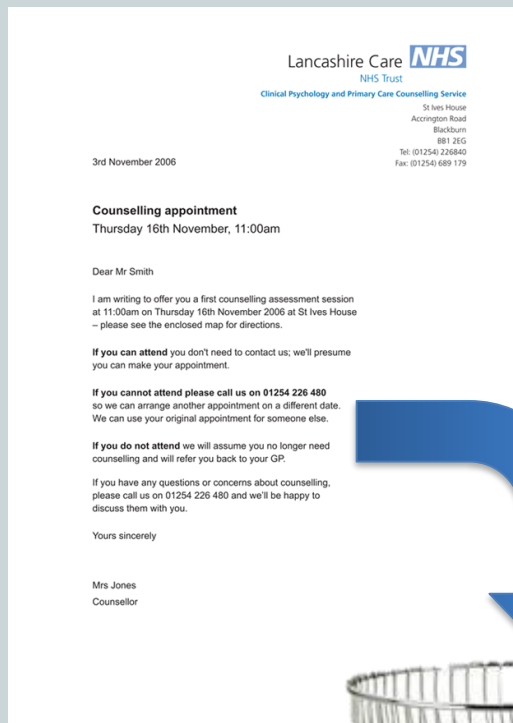 Lancashire Care NHS
NHS Trust
Clinical Psychology and Primary Care Counselling Service
St Ives House
Accrington Road
Blackburn
BB1 2EG
Tel: (01254) 226840
Fax: (01254) 689 179
3rd November 2006
Counselling appointment
Thursday 16th November, 11:00am
Dear Mr Smith
I am writing to offer you a first counselling assessment session
at 11:00am on Thursday 16th November 2006 at St Ives House
– please see the enclosed map for directions.
If you can attend you don't need to contact us; we'll presume
you can make your appointment.
If you cannot attend please call us on 01254 226 480
so we can arrange another appointment on a different date.
We can use your original appointment for someone else.
If you do not attend we will assume you no longer need
counselling and will refer you back to your GP.
If you have any questions or concerns about counselling,
please call us on 01254 226 480 and we'll be happy to
discuss them with you.
Yours sincerely
Mrs Jones
Counsellor